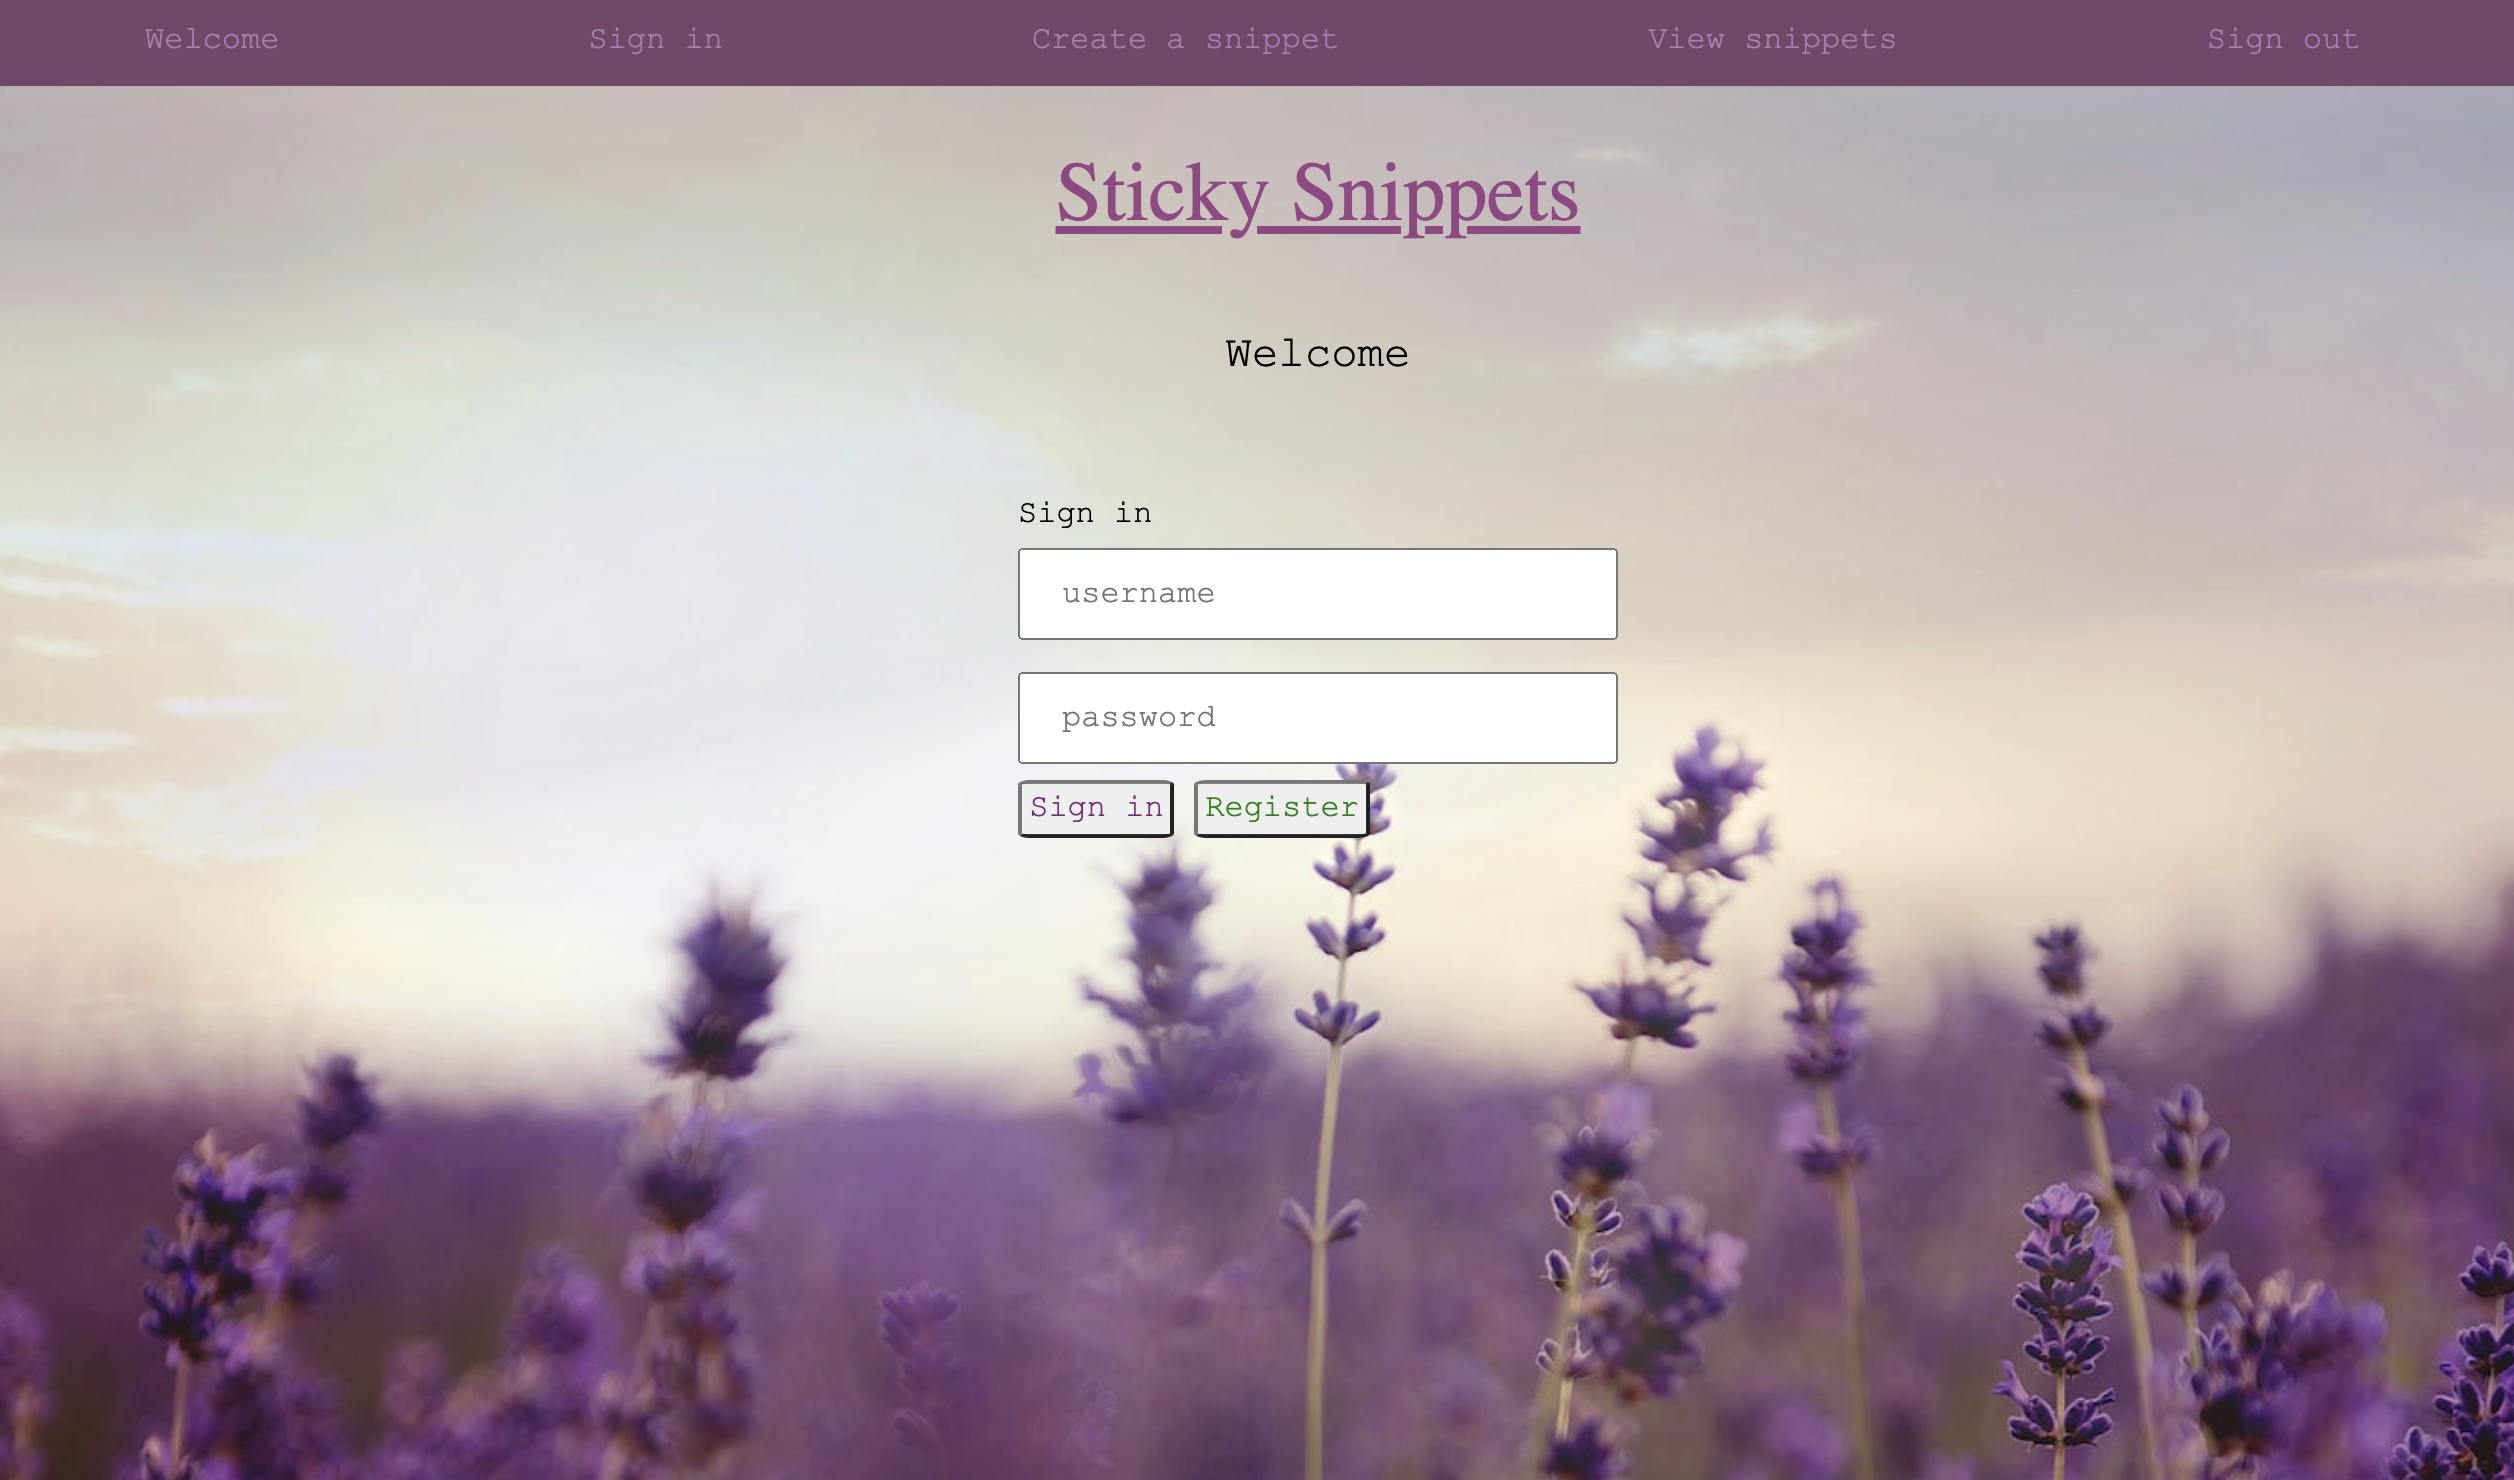 Welcome Sign in Create a snippet View snippets Sign out
Sticky Snippets
Welcome
Sign in
username
password
Sign in Register